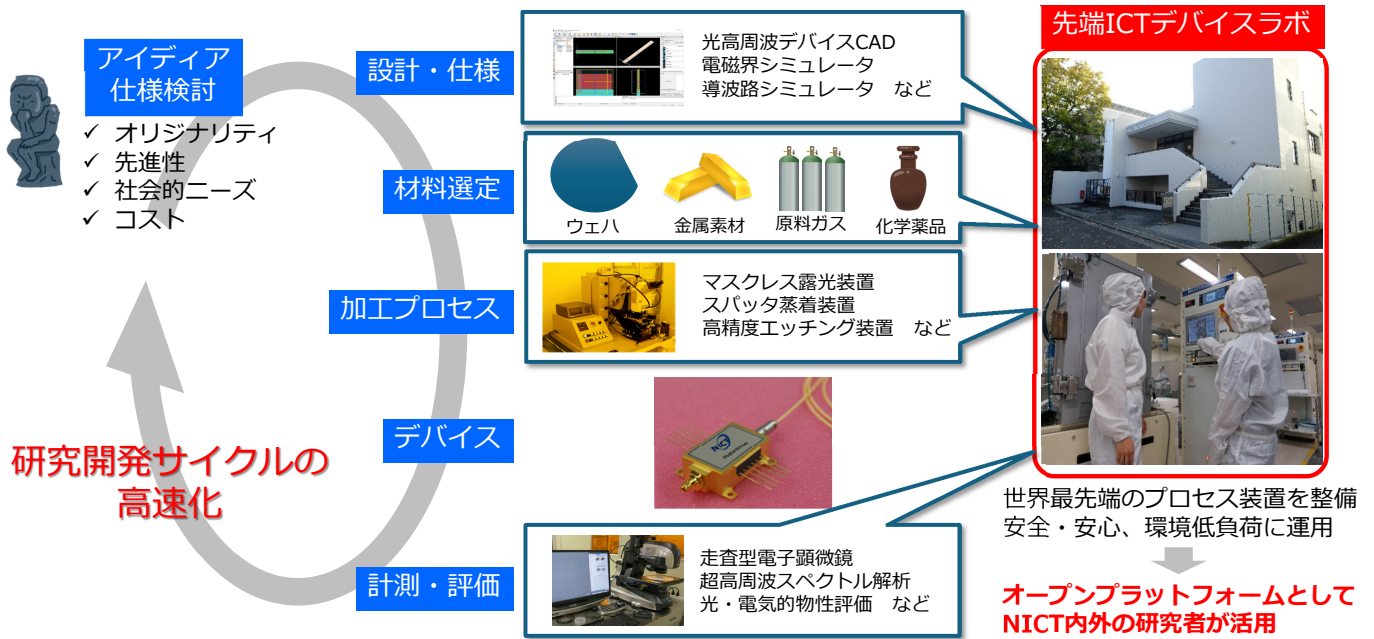 アイディア
仕様検討
✓ オリジナリティ
✓ 先進性
✓ 社会的ニーズ
✓ コスト
研究開発サイクルの
高速化
設計・仕様
光高周波デバイスCAD
電磁界シミュレータ
導波路シミュレータ　など
材料選定
ウェハ
金属素材
原料ガス
化学薬品
加工プロセス
マスクレス露光装置
スパッタ蒸着装置
高精度エッチング装置　など
デバイス
NICT
計測・評価
走査型電子顕微鏡
超高周波スペクトル解析
光・電気的物性評価　など
先端ICTデバイスラボ
世界最先端のプロセス装置を整備
安全・安心、環境低負荷に運用
オープンプラットフォームとして
NICT内外の研究者が活用